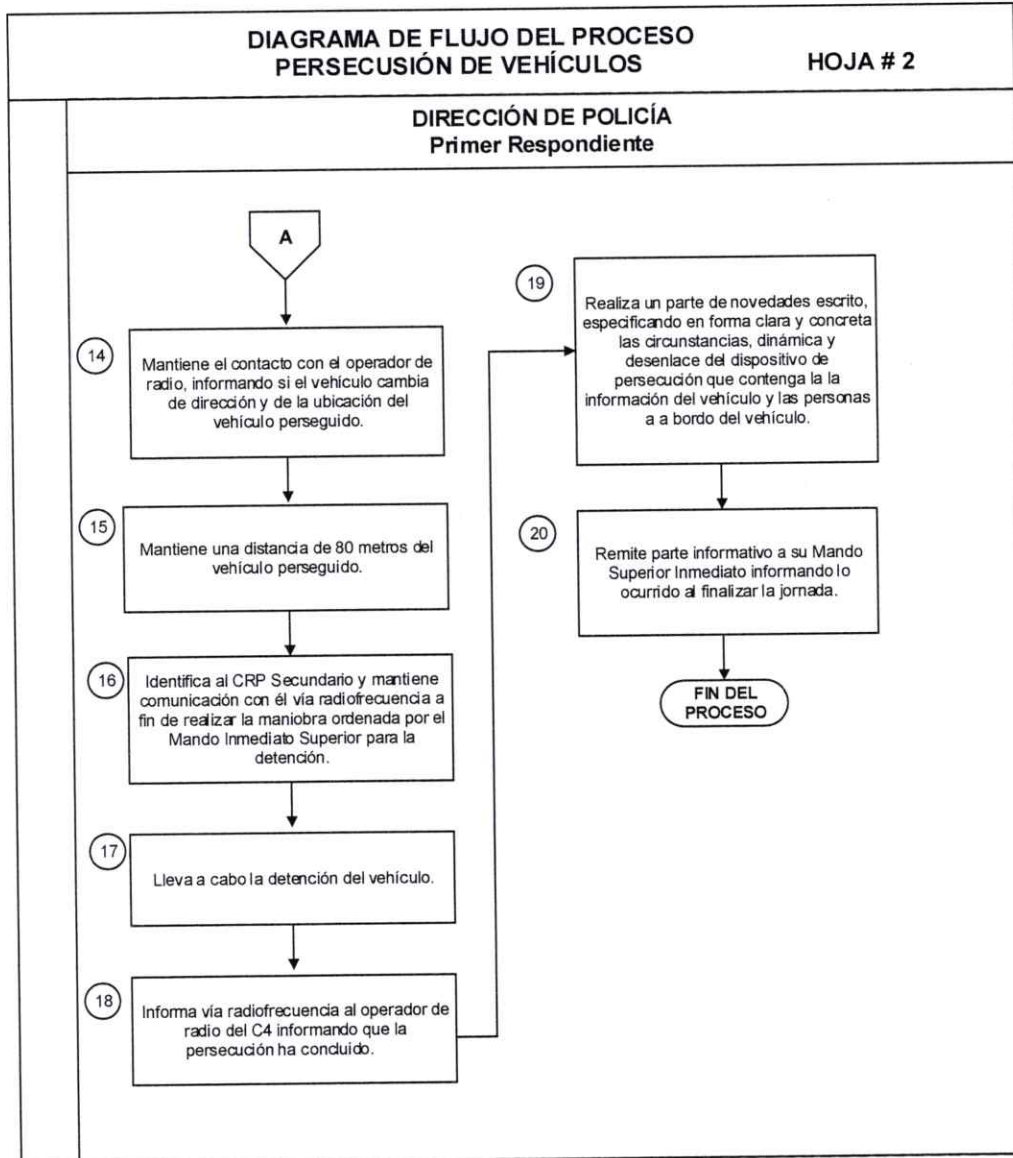 DIAGRAMA DE FLUJO DEL PROCESO
PERSECUSIÓN DE VEHÍCULOS
HOJA # 2
DIRECCIÓN DE POLICÍA
Primer Respondiente
A
14
Mantiene el contacto con el operador de
radio, informando si el vehículo cambia
de dirección y de la ubicación del
vehículo perseguido.
15
Mantiene una distancia de 80 metros del
vehículo perseguido.
16
Identifica al CRP Secundario y mantiene
comunicación con él vía radiofrecuencia a
fin de realizar la maniobra ordenada por el
Mando Inmediato Superior para la
detención.
17
Lleva a cabo la detención del vehículo.
18
Informa vía radiofrecuencia al operador de
radio del C4 informando que la
persecución ha concluido.
19
Realiza un parte de novedades escrito,
especificando en forma clara y concreta
las circunstancias, dinámica y
desenlace del dispositivo de
persecución que contenga la la
información del vehículo y las personas
a a bordo del vehículo.
20
Remite parte informativo a su Mando
Superior Inmediato informando lo
ocurrido al finalizar la jornada.
FIN DEL
PROCESO